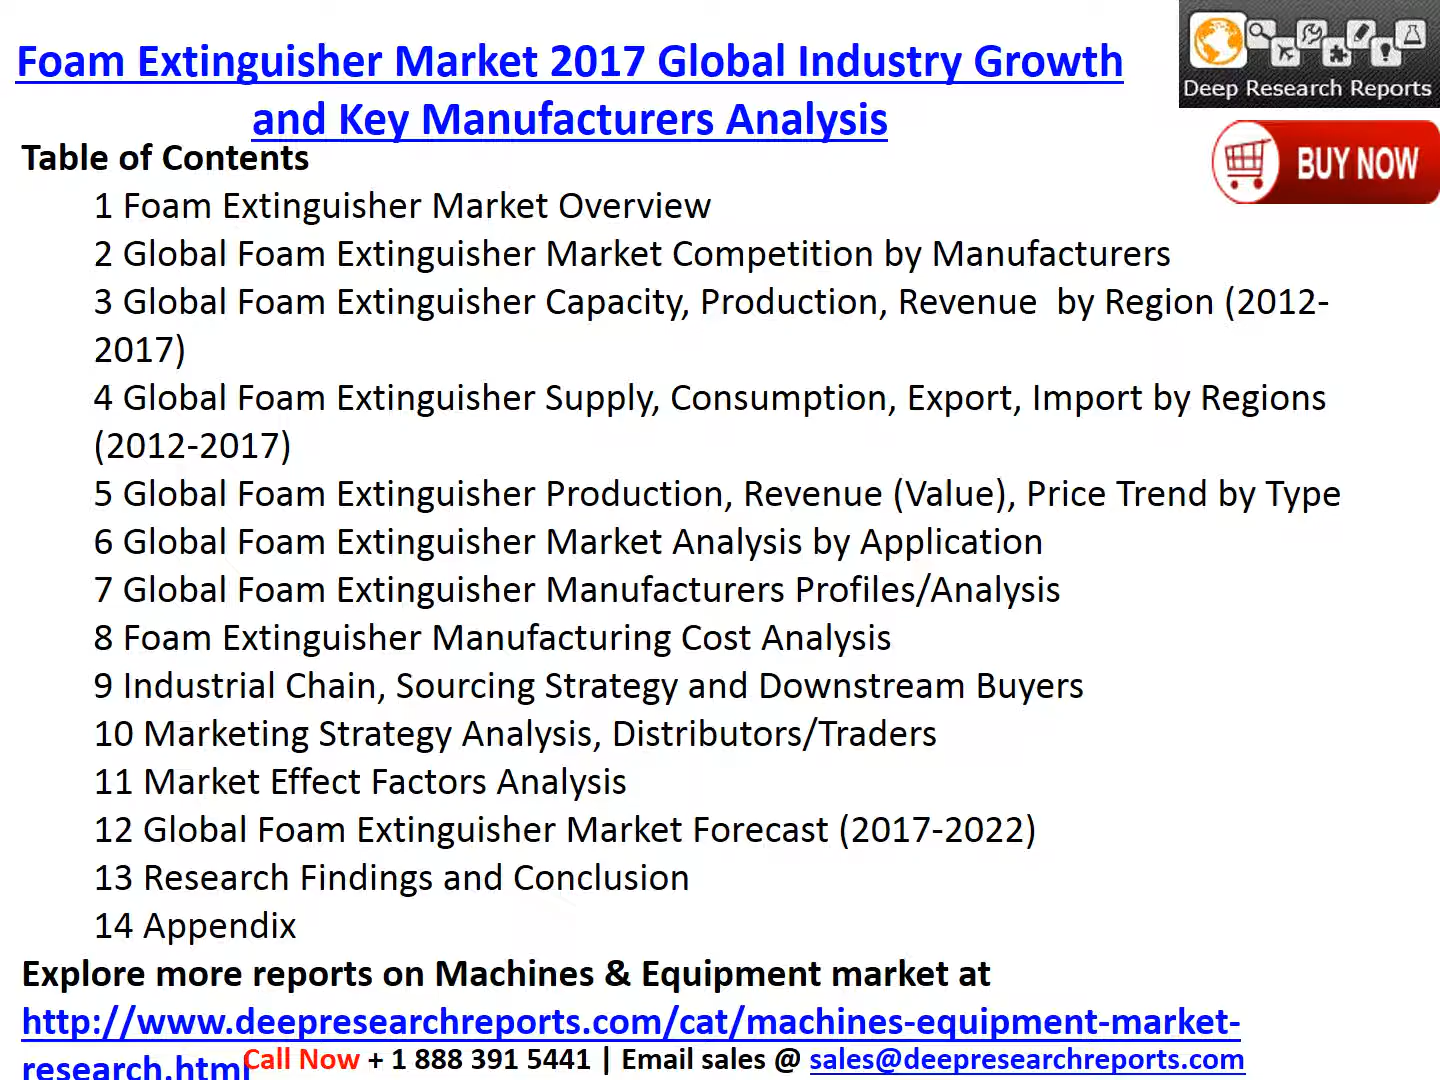 Foam Extinguisher Market 2017 Global Industry Growth
and Key Manufacturers Analysis
Deep Research Reports
BUY NOW
Table of Contents
1 Foam Extinguisher Market Overview
2 Global Foam Extinguisher Market Competition by Manufacturers
3 Global Foam Extinguisher Capacity, Production, Revenue  by Region (2012-
2017)
4 Global Foam Extinguisher Supply, Consumption, Export, Import by Regions
(2012-2017)
5 Global Foam Extinguisher Production, Revenue (Value), Price Trend by Type
6 Global Foam Extinguisher Market Analysis by Application
7 Global Foam Extinguisher Manufacturers Profiles/Analysis
8 Foam Extinguisher Manufacturing Cost Analysis
9 Industrial Chain, Sourcing Strategy and Downstream Buyers
10 Marketing Strategy Analysis, Distributors/Traders
11 Market Effect Factors Analysis
12 Global Foam Extinguisher Market Forecast (2017-2022)
13 Research Findings and Conclusion
14 Appendix
Explore more reports on Machines & Equipment market at
http://www.deepresearchreports.com/cat/machines-equipment-market-
research.html
Call Now + 1 888 391 5441 | Email sales @ sales@deepresearchreports.com